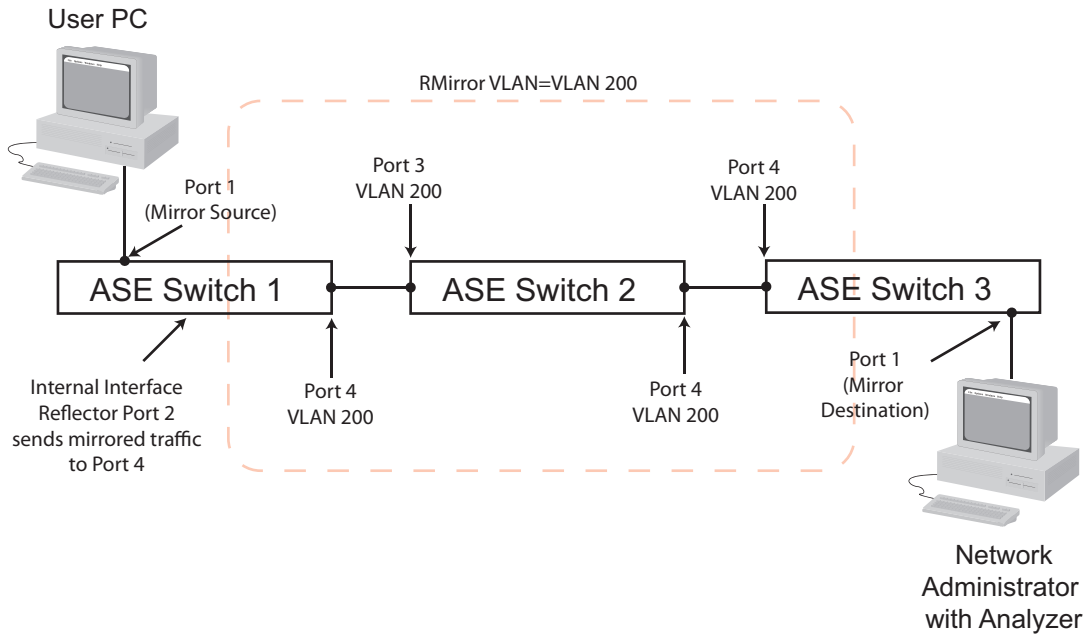 User PC
RMirror VLAN=VLAN 200
Port 1
(Mirror Source)
Port 3
VLAN 200
Port 4
VLAN 200
ASE Switch 1
ASE Switch 2
ASE Switch 3
Internal Interface
Reflector Port 2
sends mirrored traffic
to Port 4
Port 4
VLAN 200
Port 4
VLAN 200
Port 1
(Mirror
Destination)
Network
Administrator
with Analyzer